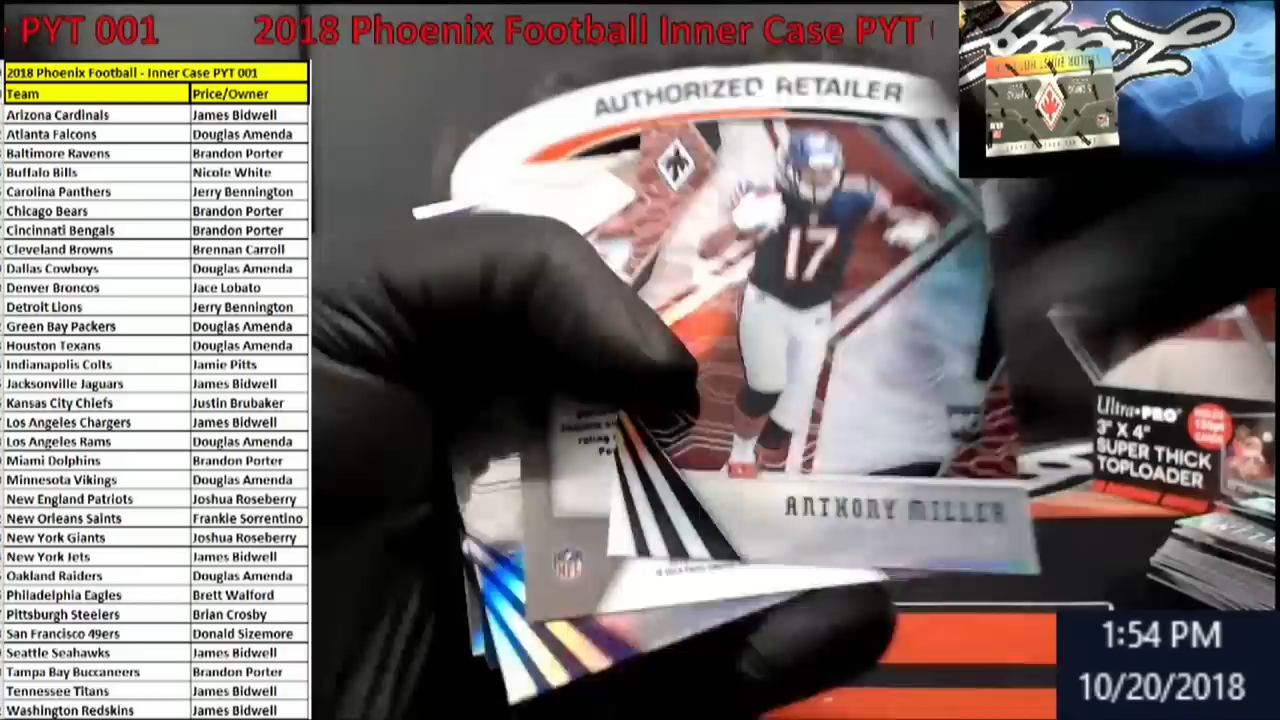 PYT 001 2018 Phoenix Football Inner Case PYT
2018 Phoenix Football - Inner Case PYT 001
Team Price/Owner
Arizona Cardinals James Bidwell
Atlanta Falcons Douglas Amenda
Baltimore Ravens Brandon Porter
Buffalo Bills Nicole White
Carolina Panthers Jerry Bennington
Chicago Bears Brandon Porter
Cincinnati Bengals Brandon Porter
Cleveland Browns Brennan Carroll
Dallas Cowboys Douglas Amenda
Denver Broncos Jace Lobato
Detroit Lions Jerry Bennington
Green Bay Packers Douglas Amenda
Houston Texans Douglas Amenda
Indianapolis Colts Jamie Pitts
Jacksonville Jaguars James Bidwell
Kansas City Chiefs Justin Brubaker
Los Angeles Chargers James Bidwell
Los Angeles Rams Douglas Amenda
Miami Dolphins Brandon Porter
Minnesota Vikings Douglas Amenda
New England Patriots Joshua Roseberry
New Orleans Saints Frankie Sorrentino
New York Giants Joshua Roseberry
New York Jets James Bidwell
Oakland Raiders Douglas Amenda
Philadelphia Eagles Brett Walford
Pittsburgh Steelers Brian Crosby
San Francisco 49ers Donald Sizemore
Seattle Seahawks James Bidwell
Tampa Bay Buccaneers Brandon Porter
Tennessee Titans James Bidwell
Washington Redskins James Bidwell
AUTHORIZED RETAILER
17
ANTHONY MILLER
NFL
Ultra•PRO
3" X 4"
SUPER THICK
TOPLOADER
1:54 PM
10/20/2018